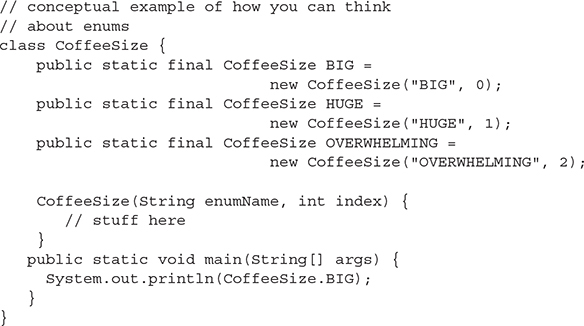 // conceptual example of how you can think
// about enums
class CoffeeSize {
    public static final CoffeeSize BIG =
                             new CoffeeSize("BIG", 0);
    public static final CoffeeSize HUGE =
                             new CoffeeSize("HUGE", 1);
    public static final CoffeeSize OVERWHELMING =
                             new CoffeeSize("OVERWHELMING", 2);

    CoffeeSize(String enumName, int index) {
       // stuff here
    }
   public static void main(String[] args) {
     System.out.println(CoffeeSize.BIG);
   }
}